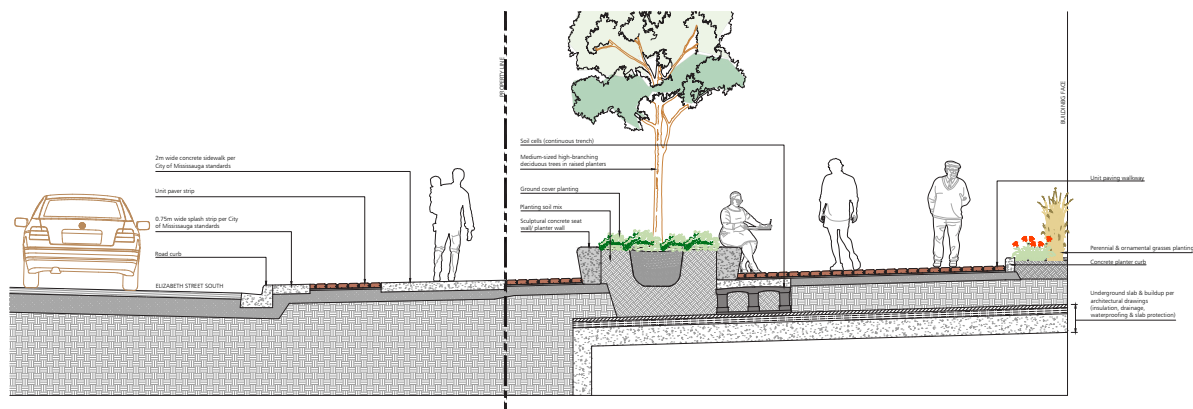 PROPERTY LINE
BUILDINBG FACE
2m wide concrete sidewalk per
City of Mississauga standards
Unit paver strip
0.75m wide splash strip per City
of Mississauga standards
Road curb
ELIZABETH STREET SOUTH
Soil cells (continuous trench)
Medium-sized high-branching
deciduous trees in raised planters
Ground cover planting
Planting soil mix
Sculptural concrete seat
wall/ planter wall
Unit paving walkway
Perennial & ornamental grasses planting
Concrete planter curb
Underground slab & buildup per
architectural drawings
(insulation, drainage,
waterproofing & slab protection)